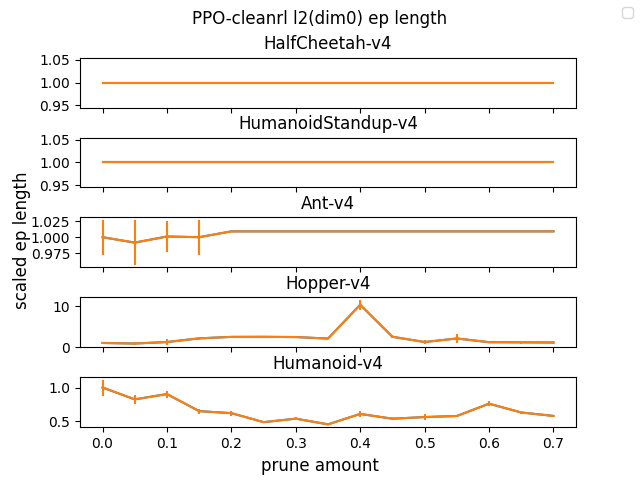 PPO-cleanrl l2(dim0) ep length
HalfCheetah-v4
1.05
1.00
0.95
HumanoidStandup-v4
1.05
1.00
0.95
Ant-v4
1.025
1.000
0.975
scaled ep length
Hopper-v4
10
0
Humanoid-v4
1.0
0.5
0.0 0.1 0.2 0.3 0.4 0.5 0.6 0.7
prune amount